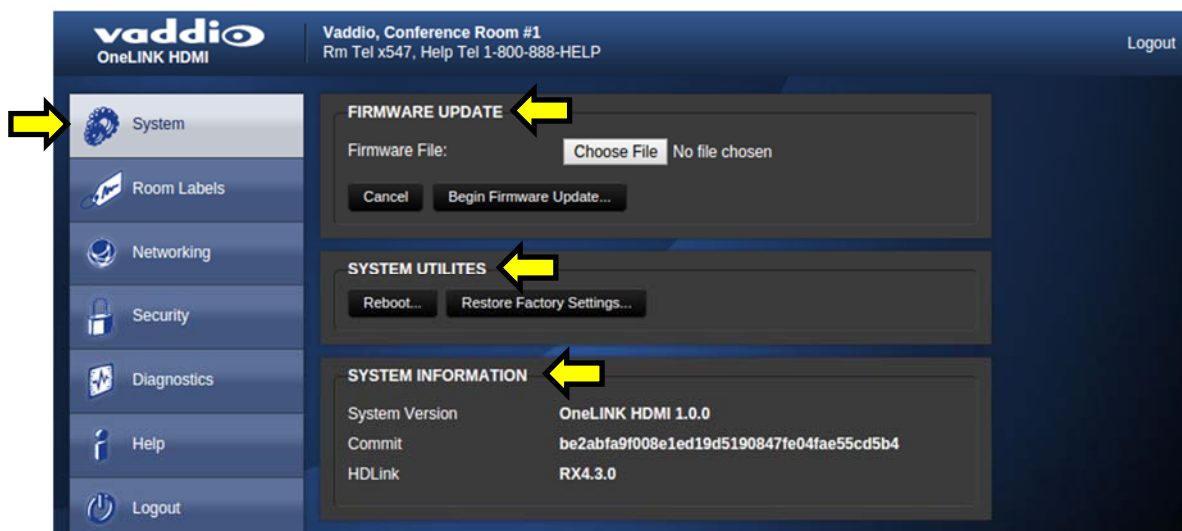 vaddio
OneLINK HDMI
Vaddio, Conference Room #1
Rm Tel x547, Help Tel 1-800-888-HELP
Logout
System
Room Labels
Networking
Security
Diagnostics
Help
Logout
FIRMWARE UPDATE
Firmware File: Choose File No file chosen
Cancel Begin Firmware Update...
SYSTEM UTILITES
Reboot... Restore Factory Settings...
SYSTEM INFORMATION
System Version OneLINK HDMI 1.0.0
Commit be2abfa9f008e1ed19d5190847fe04fae55cd5b4
HDLink RX4.3.0